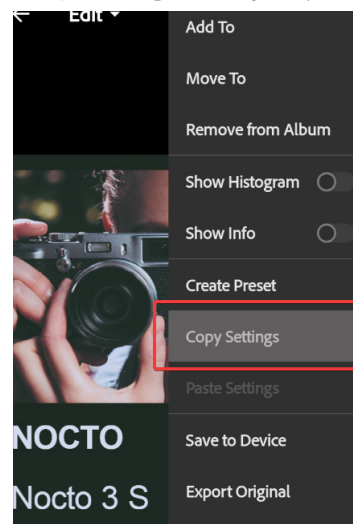 Edit
Add To
Move To
Remove from Album
Show Histogram
Show Info
Create Preset
Copy Settings
Paste Settings
Save to Device
Export Original
NOCTO
Nocto 3 S